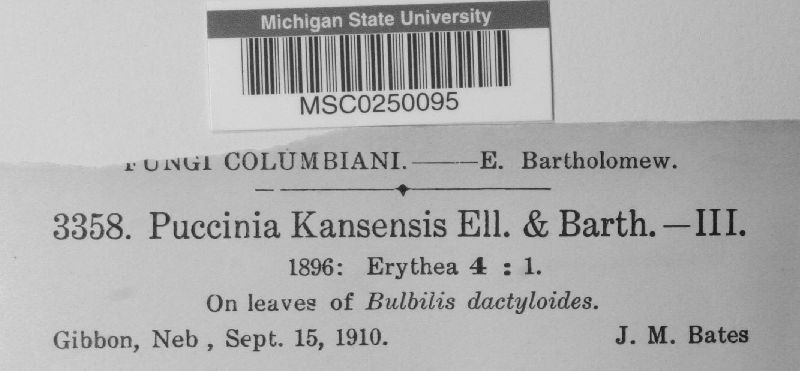 Michigan State University
MSC0250095
FUNGI COLUMBIANI.——E. Bartholomew.
3358. Puccinia Kansensis Ell. & Barth.—III.
1896: Erythea 4 : 1.
On leaves of Bulbilis dactyloides.
Gibbon, Neb , Sept. 15, 1910. J. M. Bates